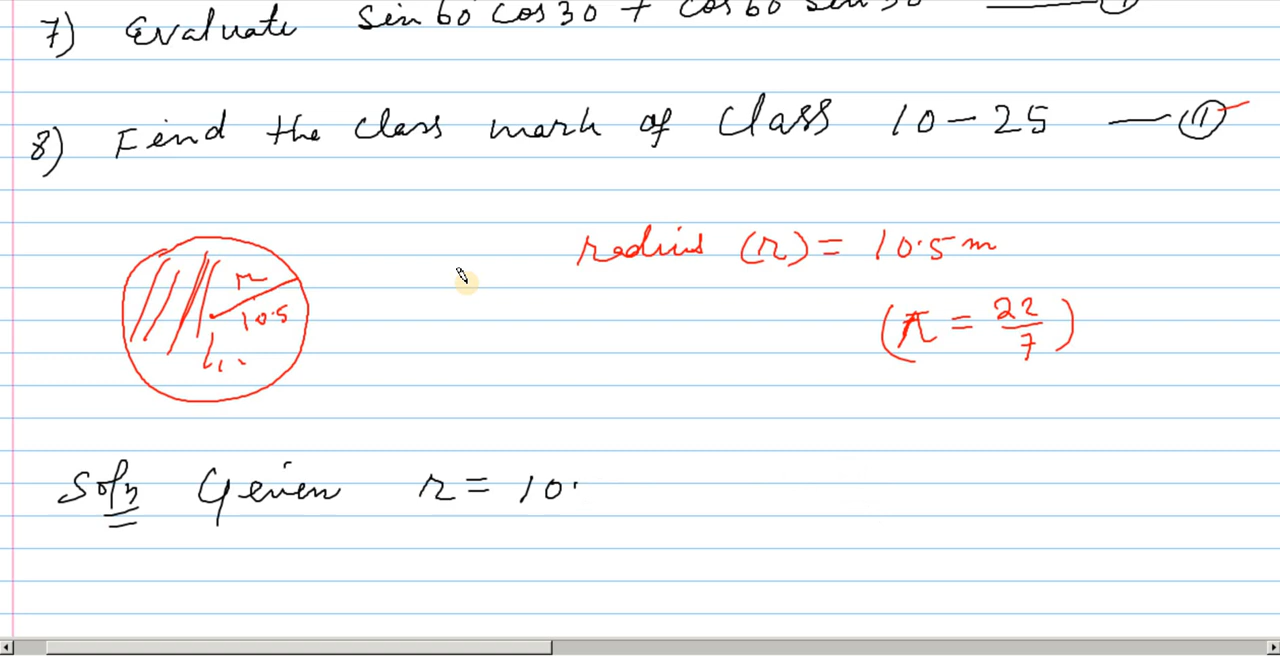 7) Evaluate Sin 60 Cos 30 + Cos 60 Sin 30 — ①
8) Find the class mark of Class 10 - 25 — ①
r
10.5
radius (r) = 10.5 m
(π = 22/7)
Soln Given r = 10.